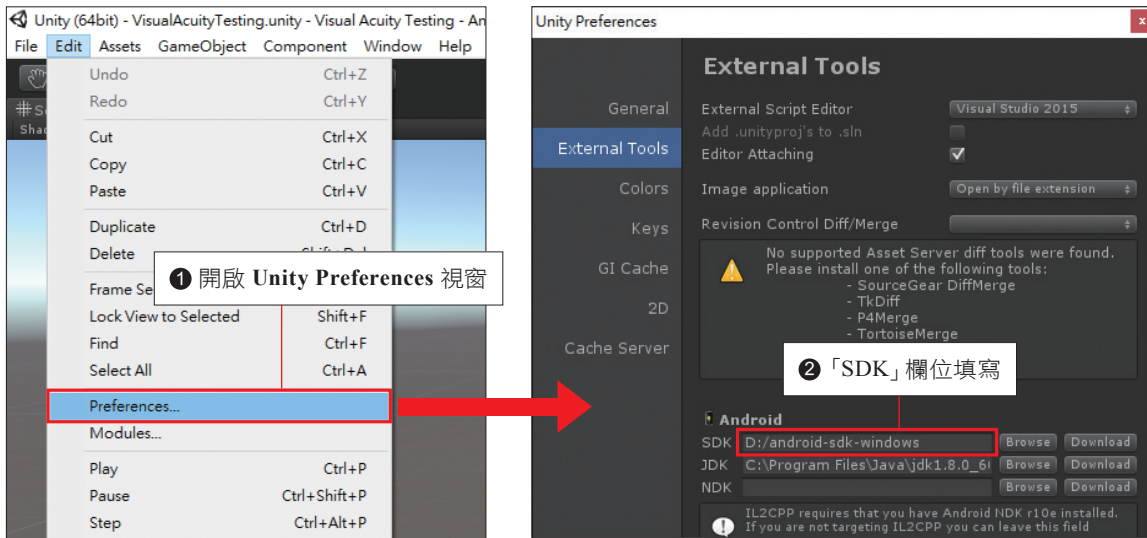 Unity (64bit) - VisualAcuityTesting.unity - Visual Acuity Testing - An
File Edit Assets GameObject Component Window Help
Undo Ctrl+Z
Redo Ctrl+Y
Cut Ctrl+X
Copy Ctrl+C
Paste Ctrl+V
Duplicate Ctrl+D
Delete
❶ 開啟 Unity Preferences 視窗
Frame Se
Lock View to Selected Shift+F
Find Ctrl+F
Select All Ctrl+A
Preferences...
Modules...
Play Ctrl+P
Pause Ctrl+Shift+P
Step Ctrl+Alt+P
Unity Preferences
x
External Tools
General
External Tools
Colors
Keys
GI Cache
2D
Cache Server
External Script Editor Visual Studio 2015
Add .unityproj's to .sln
Editor Attaching
Image application Open by file extension
Revision Control Diff/Merge
No supported Asset Server diff tools were found.
Please install one of the following tools:
- SourceGear DiffMerge
- TkDiff
- P4Merge
- TortoiseMerge
❷「SDK」欄位填寫
Android
SDK D:/android-sdk-windows Browse Download
JDK C:\Program Files\Java\jdk1.8.0_6 Browse Download
NDK Browse Download
IL2CPP requires that you have Android NDK r10e installed.
If you are not targeting IL2CPP you can leave this field